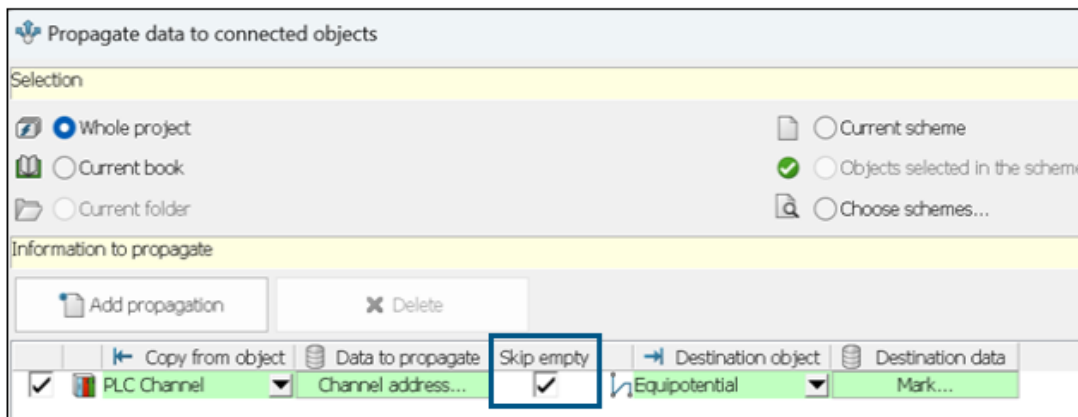 Propagate data to connected objects
Selection
Whole project
Current scheme
Current book
Objects selected in the scheme
Current folder
Choose schemes...
Information to propagate
Add propagation
Delete
Copy from object Data to propagate Skip empty Destination object Destination data
PLC Channel Channel address... Equipotential Mark...